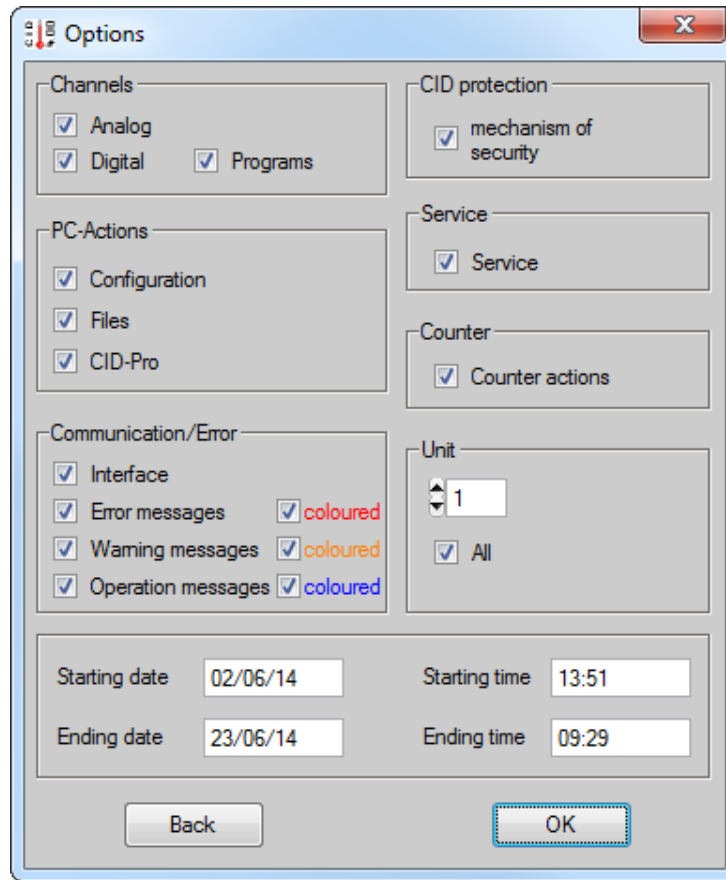 Options
Channels
Analog
Digital
Programs
PC-Actions
Configuration
Files
CID-Pro
Communication/Error
Interface
Error messages
coloured
Warning messages
coloured
Operation messages
coloured
CID protection
mechanism of
security
Service
Service
Counter
Counter actions
Unit
1
All
Starting date
02/06/14
Starting time
13:51
Ending date
23/06/14
Ending time
09:29
Back
OK